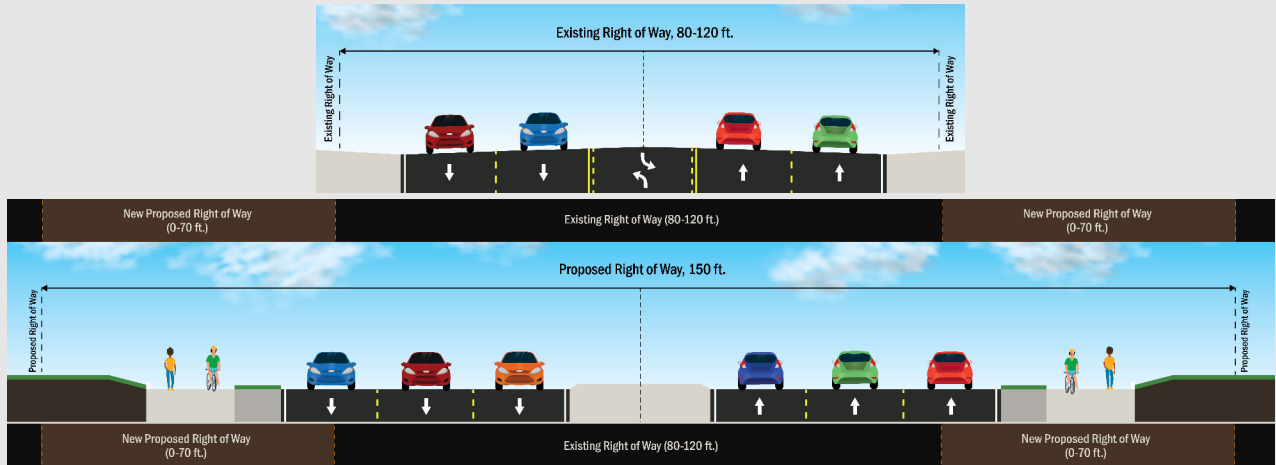 Existing Right of Way, 80-120 ft.
Existing Right of Way
Existing Right of Way
New Proposed Right of Way
(0-70 ft.)
Existing Right of Way (80-120 ft.)
New Proposed Right of Way
(0-70 ft.)
Proposed Right of Way, 150 ft.
Proposed Right of Way
Proposed Right of Way
New Proposed Right of Way
(0-70 ft.)
Existing Right of Way (80-120 ft.)
New Proposed Right of Way
(0-70 ft.)